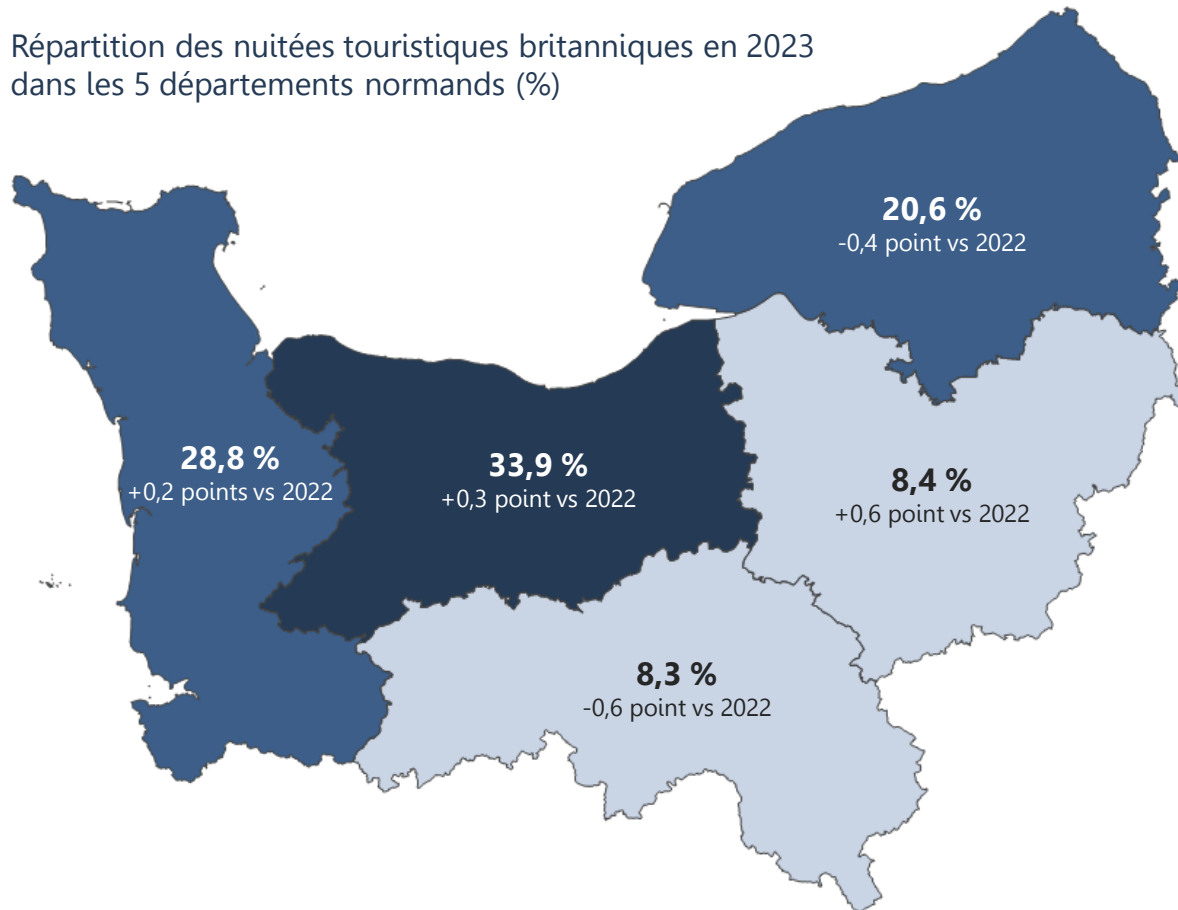 Répartition des nuitées touristiques britanniques en 2023
dans les 5 départements normands (%)
20,6 %
-0,4 point vs 2022
28,8 %
+0,2 points vs 2022
33,9 %
+0,3 point vs 2022
8,4 %
+0,6 point vs 2022
8,3 %
-0,6 point vs 2022